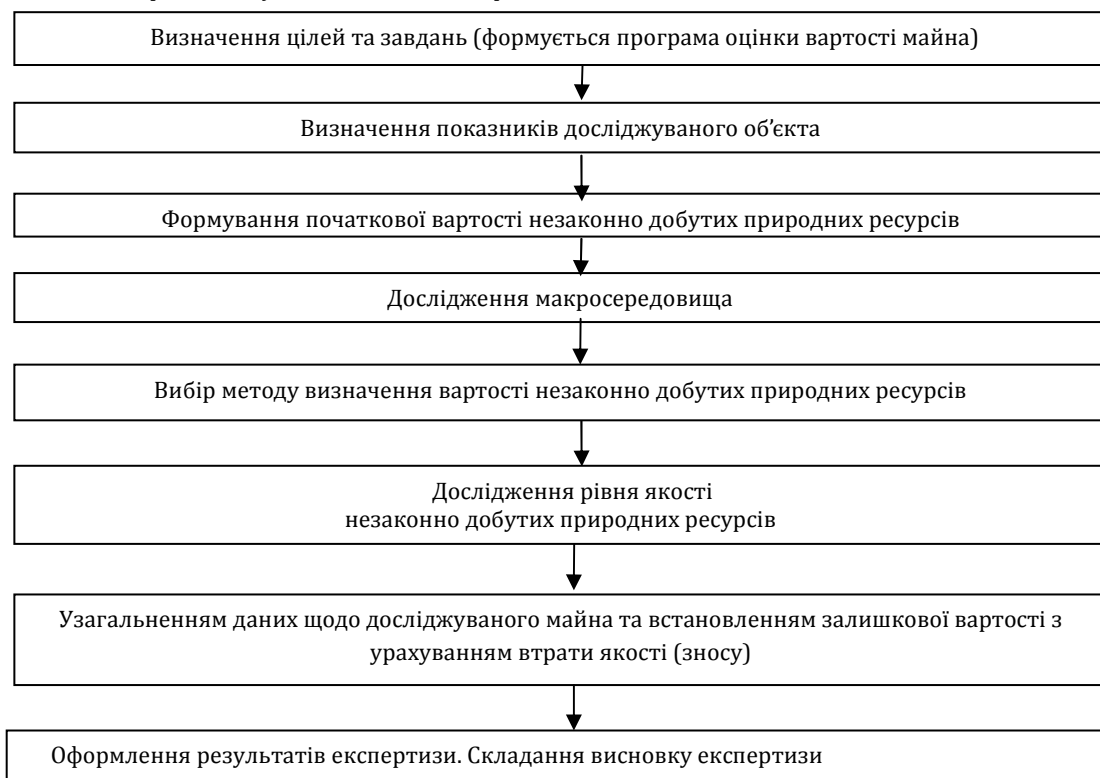 Визначення цілей та завдань (формується програма оцінки вартості майна)
Визначення показників досліджуваного об'єкта
Формування початкової вартості незаконно добутих природних ресурсів
Дослідження макросередовища
Вибір методу визначення вартості незаконно добутих природних ресурсів
Дослідження рівня якості
незаконно добутих природних ресурсів
Узагальненням даних щодо досліджуваного майна та встановленням залишкової вартості з
урахуванням втрати якості (зносу)
Оформлення результатів експертизи. Складання висновку експертизи